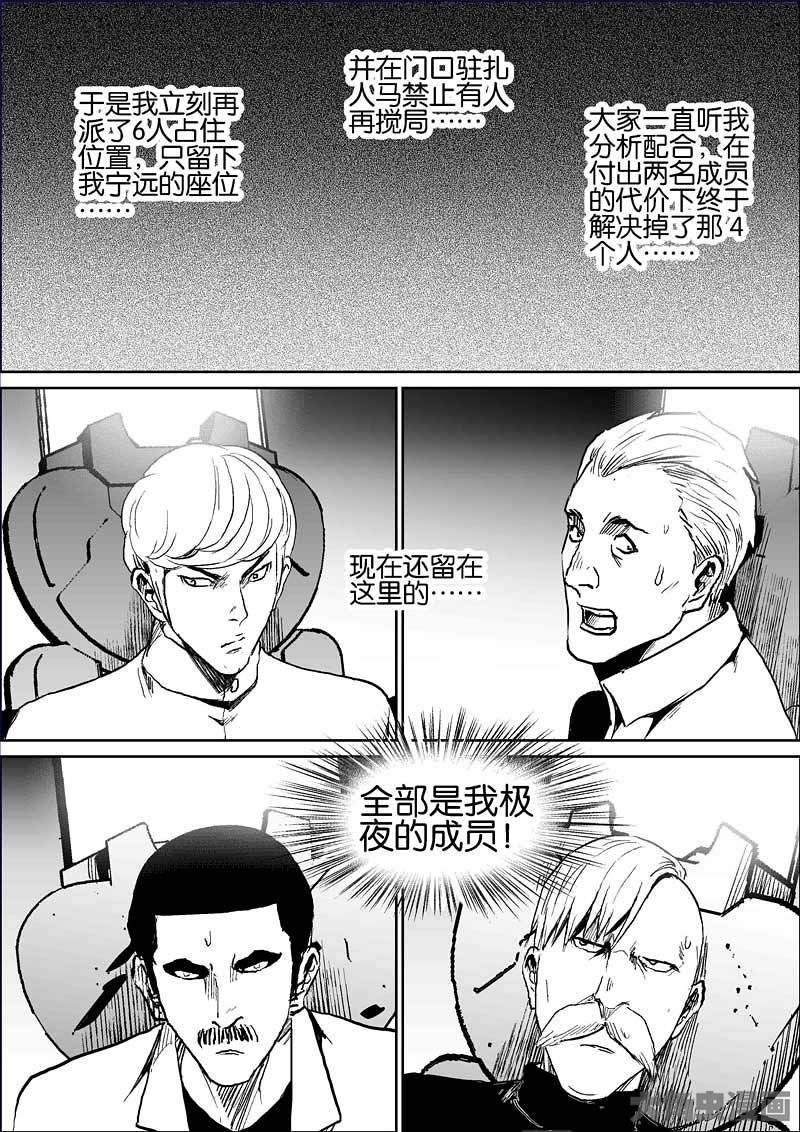 于是我立刻再
派了6人占住
位置，只留下
我宁远的座位
……
并在门口驻扎
人马禁止有人
再搅局……
大家一直听我
分析配合，在
付出两名成员
的代价下终于
解决掉了那4
个人……
现在还留在
这里的……
全部是我极
夜的成员！
漫画